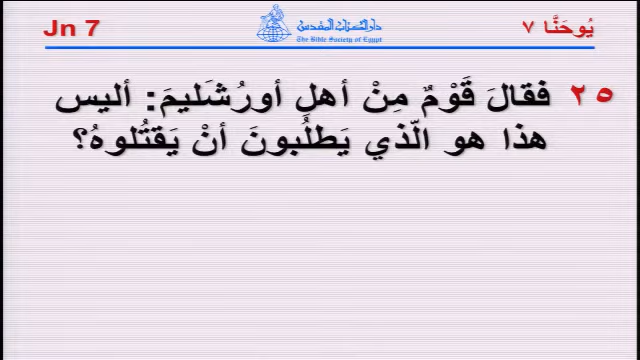 Jn 7
دار الكتاب المقدس
The Bible Society of Egypt
يُوحَنَّا ٧
٢٥ فقالَ قَوْمٌ مِنْ أهلِ أورُشَليمَ: أليس
هذا هو الّذي يَطلُبونَ أنْ يَقتُلوهُ؟